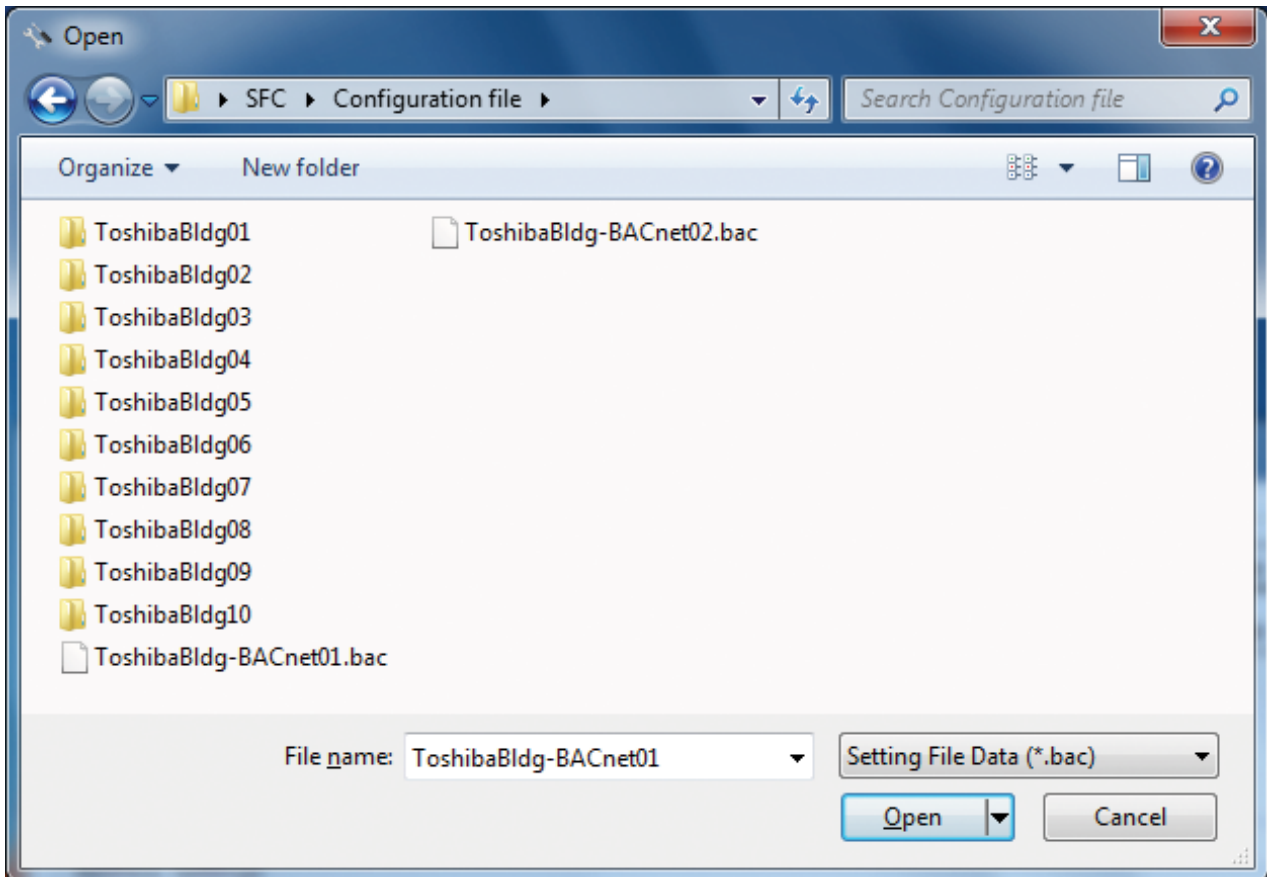 Open
SFC Configuration file
Search Configuration file
Organize
New folder
ToshibaBldg01
ToshibaBldg02
ToshibaBldg03
ToshibaBldg04
ToshibaBldg05
ToshibaBldg06
ToshibaBldg07
ToshibaBldg08
ToshibaBldg09
ToshibaBldg10
ToshibaBldg-BACnet01.bac
ToshibaBldg-BACnet02.bac
File name: ToshibaBldg-BACnet01
Setting File Data (*.bac)
Open
Cancel